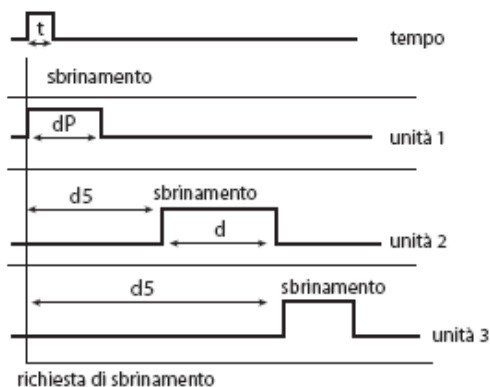 t
tempo
sbrinamento
dP
unità 1
d5
sbrinamento
d
unità 2
d5
sbrinamento
unità 3
richiesta di sbrinamento